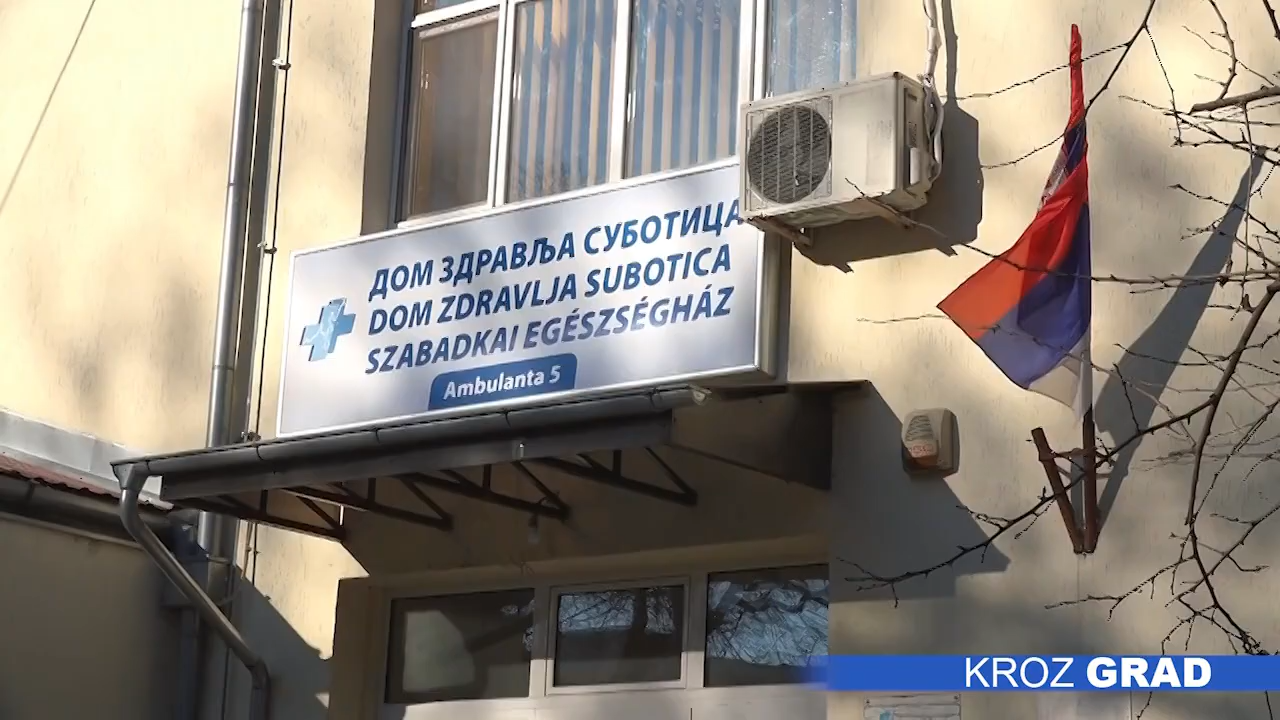 ДОМ ЗДРАВЉА СУБОТИЦА
DOM ZDRAVLJA SUBOTICA
SZABADKAI EGÉSZSÉGHÁZ
Ambulanta 5
KROZ GRAD